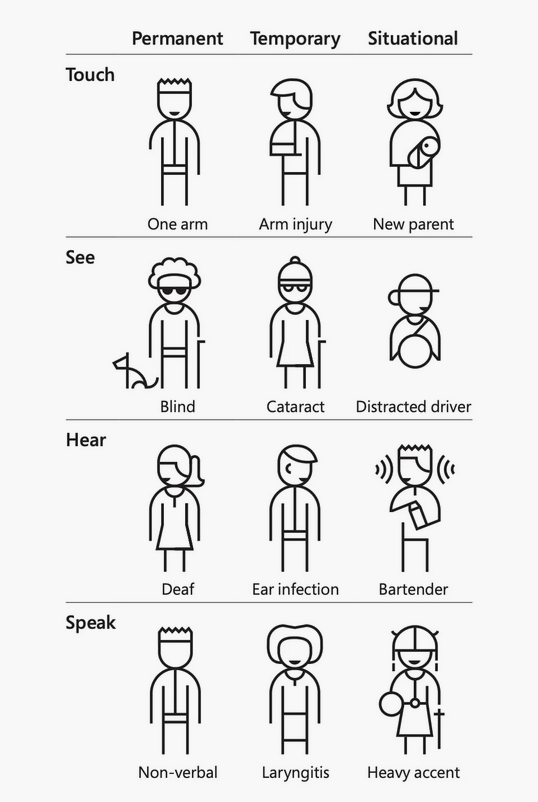 Permanent Temporary Situational
Touch
One arm Arm injury New parent
See
Blind Cataract Distracted driver
Hear
Deaf Ear infection Bartender
Speak
Non-verbal Laryngitis Heavy accent